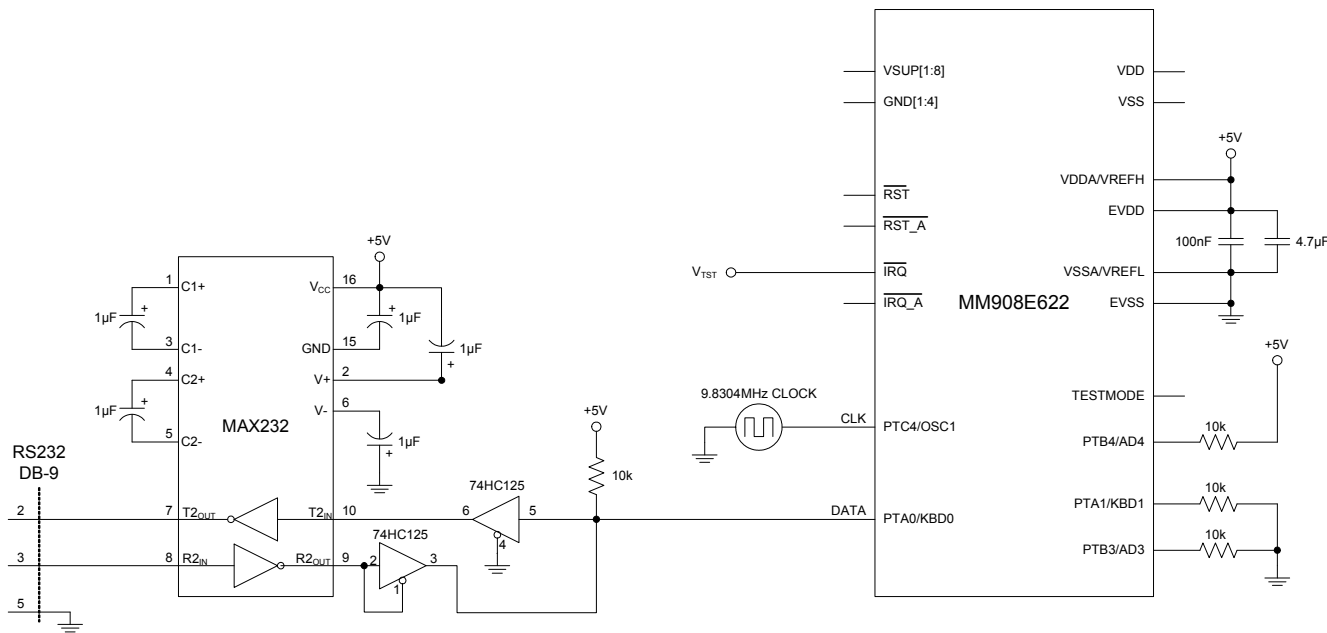 VSUP[1:8]
GND[1:4]
RST
RST_A
VTST
IRQ
IRQ_A
MM908E622
9.8304MHz CLOCK
CLK
PTC4/OSC1
DATA
PTA0/KBD0
VDD
VSS
+5V
VDDA/VREFH
EVDD
100nF
4.7µF
VSSA/VREFL
EVSS
+5V
TESTMODE
10k
PTB4/AD4
10k
PTA1/KBD1
10k
PTB3/AD3
+5V
1
C1+
1µF
+
3
C1-
4
C2+
1µF
+
5
C2-
VCC
16
+
1µF
GND
15
1µF
+
V+
2
V-
6
1µF
+
MAX232
RS232
DB-9
2
7
T2OUT
T2IN
10
6
74HC125
5
4
+5V
10k
3
8
R2IN
R2OUT
9
74HC125
2
3
1
5